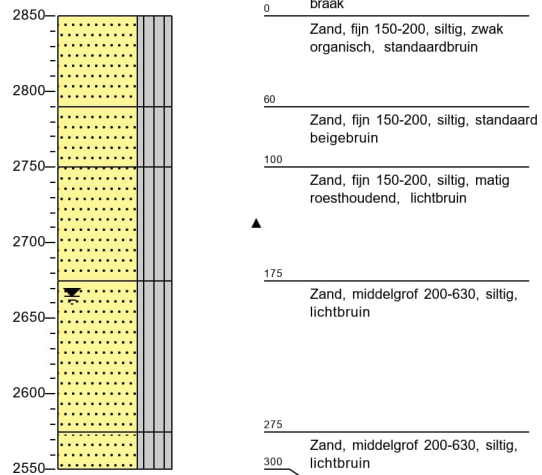 braak
2850
0
Zand, fijn 150-200, siltig, zwak
organisch, standaardbruin
2800
60
Zand, fijn 150-200, siltig, standaard
beigebruin
2750
100
Zand, fijn 150-200, siltig, matig
roesthoudend, lichtbruin
2700
175
Zand, middelgrof 200-630, siltig,
lichtbruin
2650
2600
275
Zand, middelgrof 200-630, siltig,
lichtbruin
2550
300